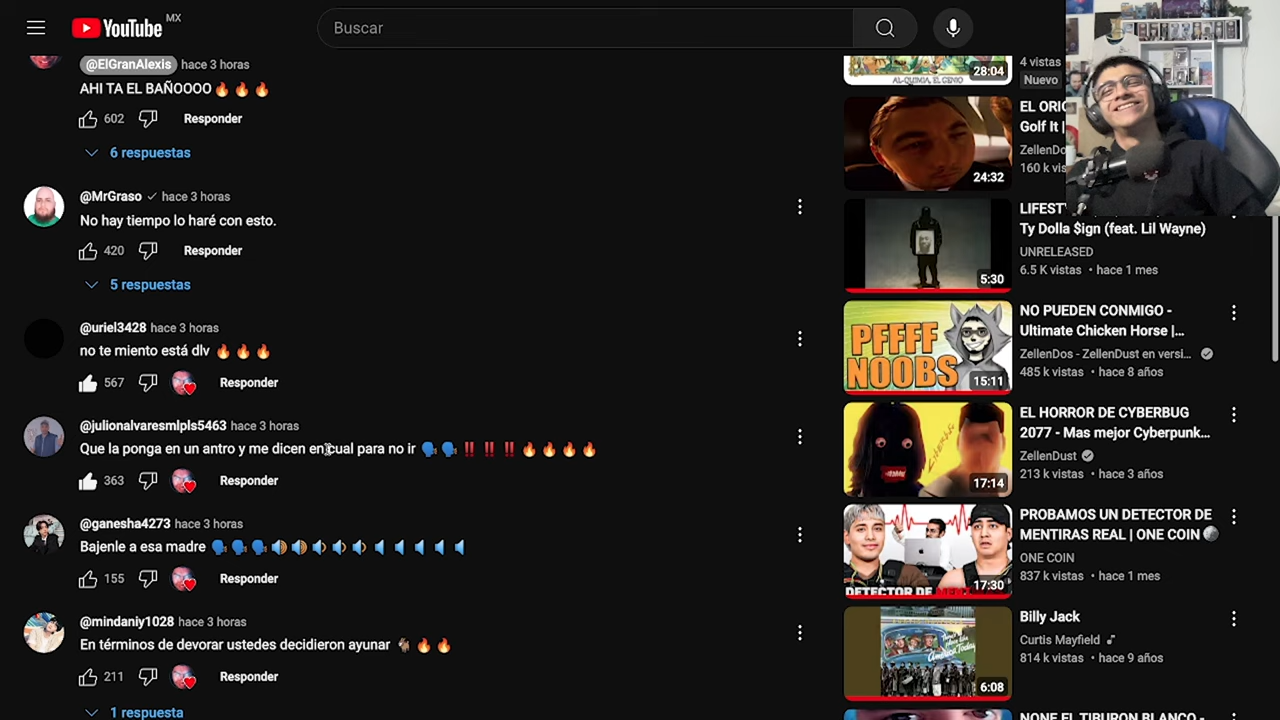 YouTube MX
Buscar
@ElGranAlexis hace 3 horas
AHI TA EL BAÑOOOO🔥🔥🔥
602 Responder
6 respuestas
@MrGraso hace 3 horas
No hay tiempo lo haré con esto.
420 Responder
5 respuestas
@uriel3428 hace 3 horas
no te miento está dlv 🔥🔥🔥
567 Responder
@julionalvaresmlpls5463 hace 3 horas
Que la ponga en un antro y me dicen en cual para no ir 🗣️🗣️‼️‼️‼️🔥🔥🔥🔥
363 Responder
@ganesha4273 hace 3 horas
Bajenle a esa madre 🗣️🗣️🗣️🔊🔊🔉🔉🔉🔈🔈🔈🔈🔈
155 Responder
@mindaniy1028 hace 3 horas
En términos de devorar ustedes decidieron ayunar 🐐🔥🔥
211 Responder
1 respuesta
AL-QUIMIA, EL GENIO
28:04
4 vistas
Nuevo
24:32
EL ORI
Golf It |
ZellenDo
160 k vis
5:30
LIFEST
Ty Dolla $ign (feat. Lil Wayne)
UNRELEASED
6.5 K vistas • hace 1 mes
PFFFF
NOOBS
15:11
NO PUEDEN CONMIGO -
Ultimate Chicken Horse |...
ZellenDos - ZellenDust en versi...
485 k vistas • hace 8 años
17:14
EL HORROR DE CYBERBUG
2077 - Mas mejor Cyberpunk...
ZellenDust
213 k vistas • hace 3 años
DETECTOR DE
17:30
PROBAMOS UN DETECTOR DE
MENTIRAS REAL | ONE COIN 🌕
ONE COIN
837 k vistas • hace 1 mes
America Today
6:08
Billy Jack
Curtis Mayfield
814 k vistas • hace 9 años
NONE EL TIBURON BLANCO -